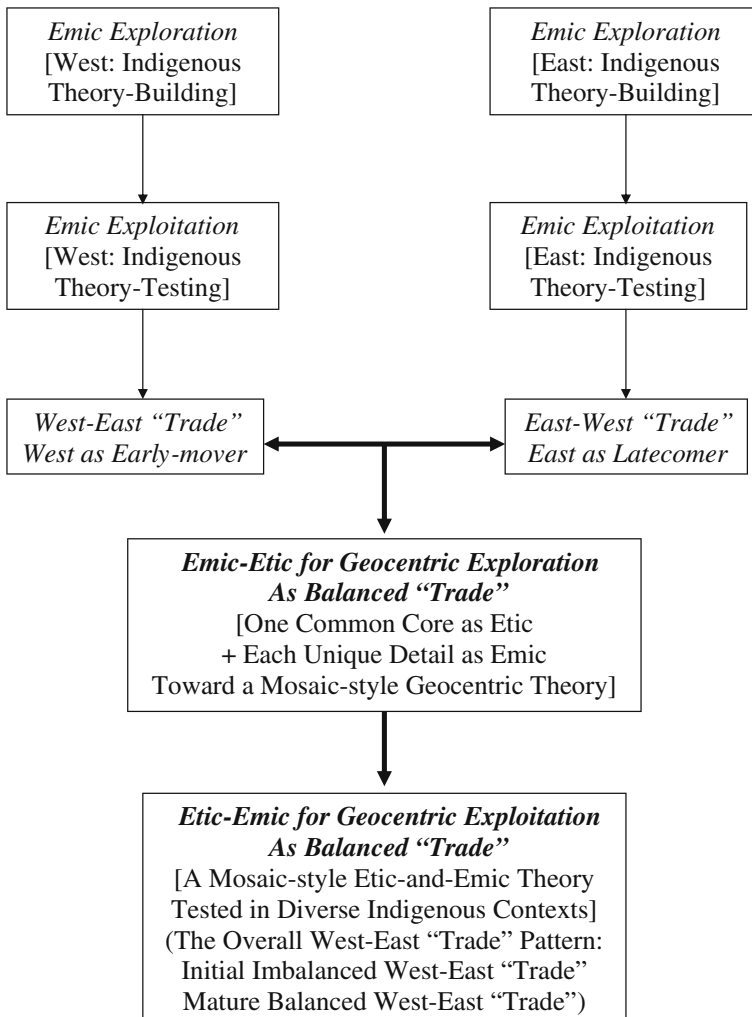 Emic Exploration
[West: Indigenous
Theory-Building]
Emic Exploration
[East: Indigenous
Theory-Building]
Emic Exploitation
[West: Indigenous
Theory-Testing]
Emic Exploitation
[East: Indigenous
Theory-Testing]
West-East “Trade”
West as Early-mover
East-West “Trade”
East as Latecomer
Emic-Etic for Geocentric Exploration
As Balanced “Trade”
[One Common Core as Etic
+ Each Unique Detail as Emic
Toward a Mosaic-style Geocentric Theory]
Etic-Emic for Geocentric Exploitation
As Balanced “Trade”
[A Mosaic-style Etic-and-Emic Theory
Tested in Diverse Indigenous Contexts]
(The Overall West-East “Trade” Pattern:
Initial Imbalanced West-East “Trade”
Mature Balanced West-East “Trade”)